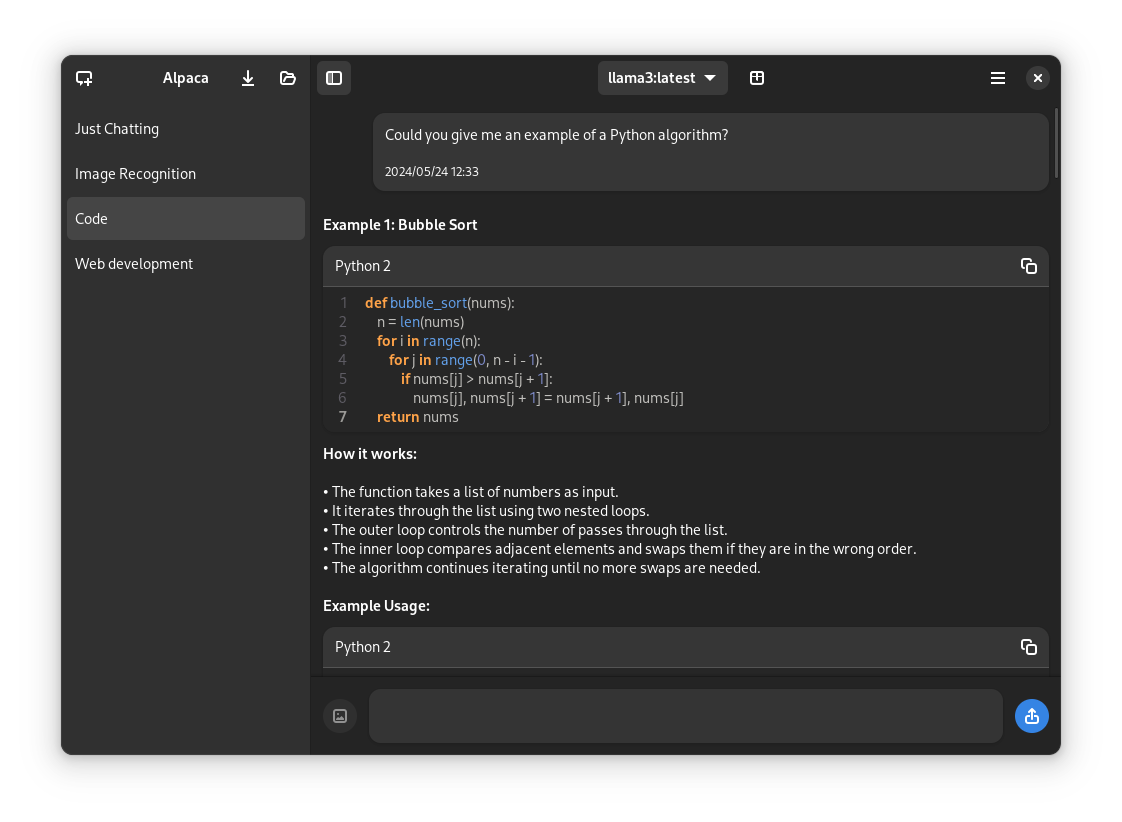 Alpaca
Just Chatting
Image Recognition
Code
Web development
llama3:latest
Could you give me an example of a Python algorithm?
2024/05/24 12:33
Example 1: Bubble Sort
Python 2
1 def bubble_sort(nums):
2 n = len(nums)
3 for i in range(n):
4 for j in range(0, n - i - 1):
5 if nums[j] > nums[j + 1]:
6 nums[j], nums[j + 1] = nums[j + 1], nums[j]
7 return nums
How it works:
• The function takes a list of numbers as input.
• It iterates through the list using two nested loops.
• The outer loop controls the number of passes through the list.
• The inner loop compares adjacent elements and swaps them if they are in the wrong order.
• The algorithm continues iterating until no more swaps are needed.
Example Usage:
Python 2